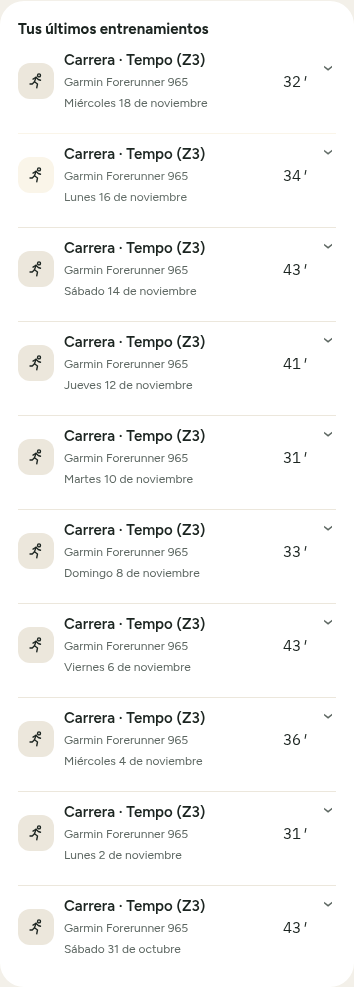 Tus últimos entrenamientos
Carrera · Tempo (Z3)
Garmin Forerunner 965
Miércoles 18 de noviembre
32′
Carrera · Tempo (Z3)
Garmin Forerunner 965
Lunes 16 de noviembre
34′
Carrera · Tempo (Z3)
Garmin Forerunner 965
Sábado 14 de noviembre
43′
Carrera · Tempo (Z3)
Garmin Forerunner 965
Jueves 12 de noviembre
41′
Carrera · Tempo (Z3)
Garmin Forerunner 965
Martes 10 de noviembre
31′
Carrera · Tempo (Z3)
Garmin Forerunner 965
Domingo 8 de noviembre
33′
Carrera · Tempo (Z3)
Garmin Forerunner 965
Viernes 6 de noviembre
43′
Carrera · Tempo (Z3)
Garmin Forerunner 965
Miércoles 4 de noviembre
36′
Carrera · Tempo (Z3)
Garmin Forerunner 965
Lunes 2 de noviembre
31′
Carrera · Tempo (Z3)
Garmin Forerunner 965
Sábado 31 de octubre
43′